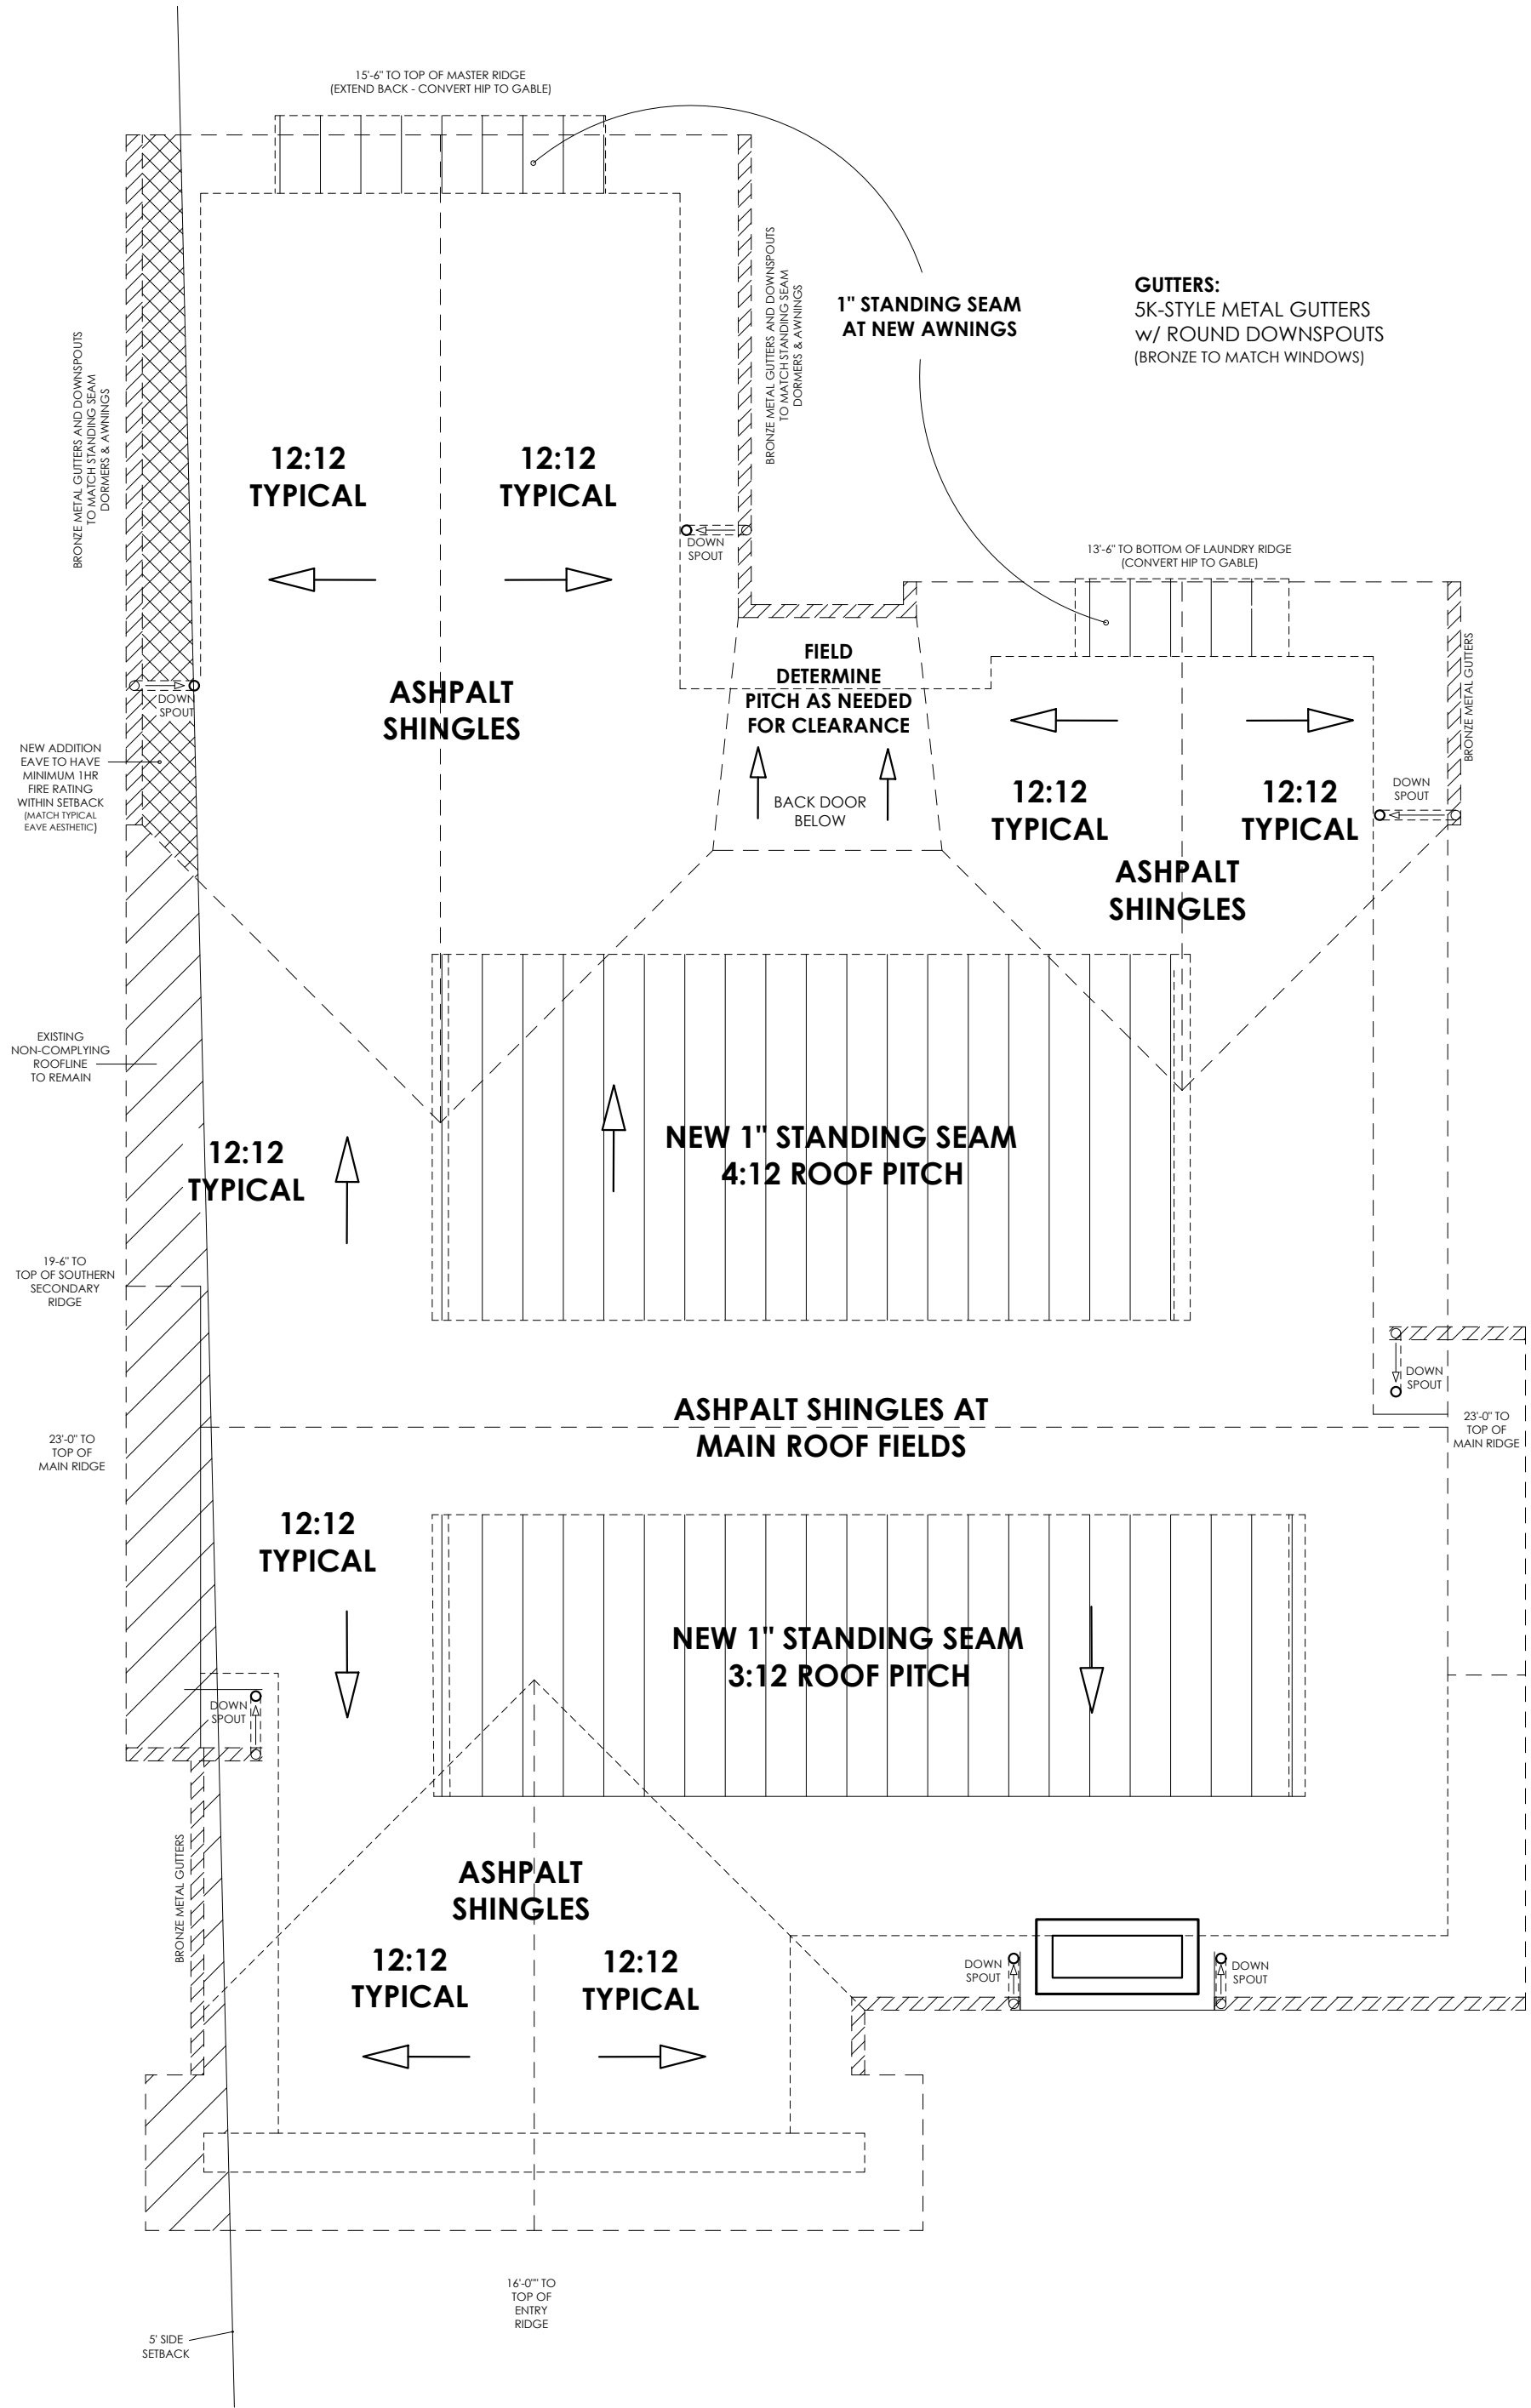 15'-6" TO TOP OF MASTER RIDGE
(EXTEND BACK - CONVERT HIP TO GABLE)
BRONZE METAL GUTTERS AND DOWNSPOUTS
TO MATCH STANDING SEAM
DORMERS & AWNINGS
BRONZE METAL GUTTERS AND DOWNSPOUTS
TO MATCH STANDING SEAM
DORMERS & AWNINGS
1" STANDING SEAM
AT NEW AWNINGS
GUTTERS:
5K-STYLE METAL GUTTERS
w/ ROUND DOWNSPOUTS
(BRONZE TO MATCH WINDOWS)
12:12
TYPICAL
12:12
TYPICAL
DOWN
SPOUT
13'-6" TO BOTTOM OF LAUNDRY RIDGE
(CONVERT HIP TO GABLE)
BRONZE METAL GUTTERS
FIELD
DETERMINE
PITCH AS NEEDED
FOR CLEARANCE
ASHPALT
SHINGLES
DOWN
SPOUT
NEW ADDITION
EAVE TO HAVE
MINIMUM 1HR
FIRE RATING
WITHIN SETBACK
(MATCH TYPICAL
EAVE AESTHETIC)
BACK DOOR
BELOW
12:12
TYPICAL
12:12
TYPICAL
DOWN
SPOUT
ASHPALT
SHINGLES
EXISTING
NON-COMPLYING
ROOFLINE
TO REMAIN
12:12
TYPICAL
NEW 1" STANDING SEAM
4:12 ROOF PITCH
19-6" TO
TOP OF SOUTHERN
SECONDARY
RIDGE
DOWN
SPOUT
ASHPALT SHINGLES AT
MAIN ROOF FIELDS
23'-0" TO
TOP OF
MAIN RIDGE
23'-0" TO
TOP OF
MAIN RIDGE
12:12
TYPICAL
NEW 1" STANDING SEAM
3:12 ROOF PITCH
DOWN
SPOUT
BRONZE METAL GUTTERS
ASHPALT
SHINGLES
12:12
TYPICAL
12:12
TYPICAL
DOWN
SPOUT
DOWN
SPOUT
16'-0"" TO
TOP OF
ENTRY
RIDGE
5' SIDE
SETBACK